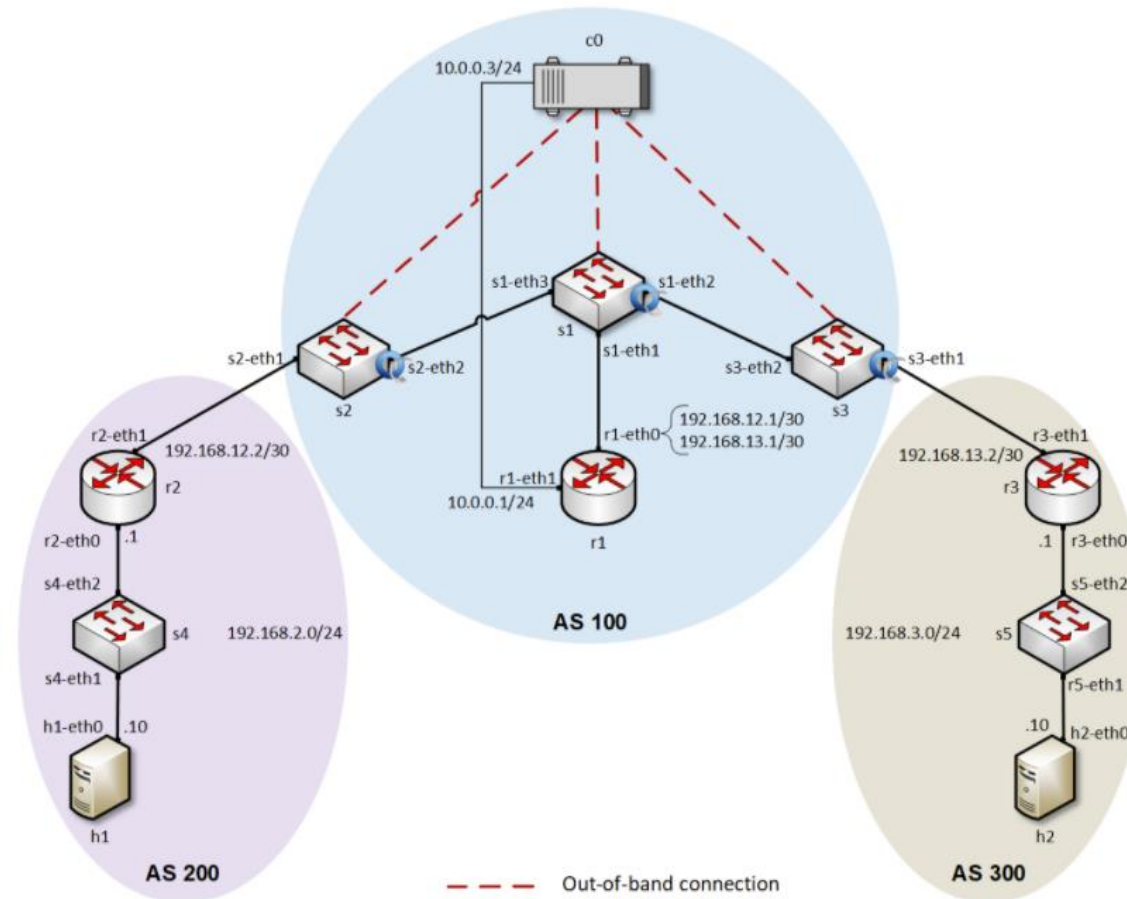 c0
10.0.0.3/24
s1-eth3
s1-eth2
s1
s1-eth1
s2-eth1
s2-eth2
s2
s3-eth2
s3-eth1
s3
r2-eth1
192.168.12.2/30
r2
r1-eth0
192.168.12.1/30
192.168.13.1/30
r1-eth1
10.0.0.1/24
r1
r3-eth1
192.168.13.2/30
r3
r2-eth0
.1
s4-eth2
s4
192.168.2.0/24
s4-eth1
h1-eth0
.10
h1
AS 200
AS 100
.1
r3-eth0
s5-eth2
192.168.3.0/24
s5
r5-eth1
.10
h2-eth0
h2
AS 300
Out-of-band connection